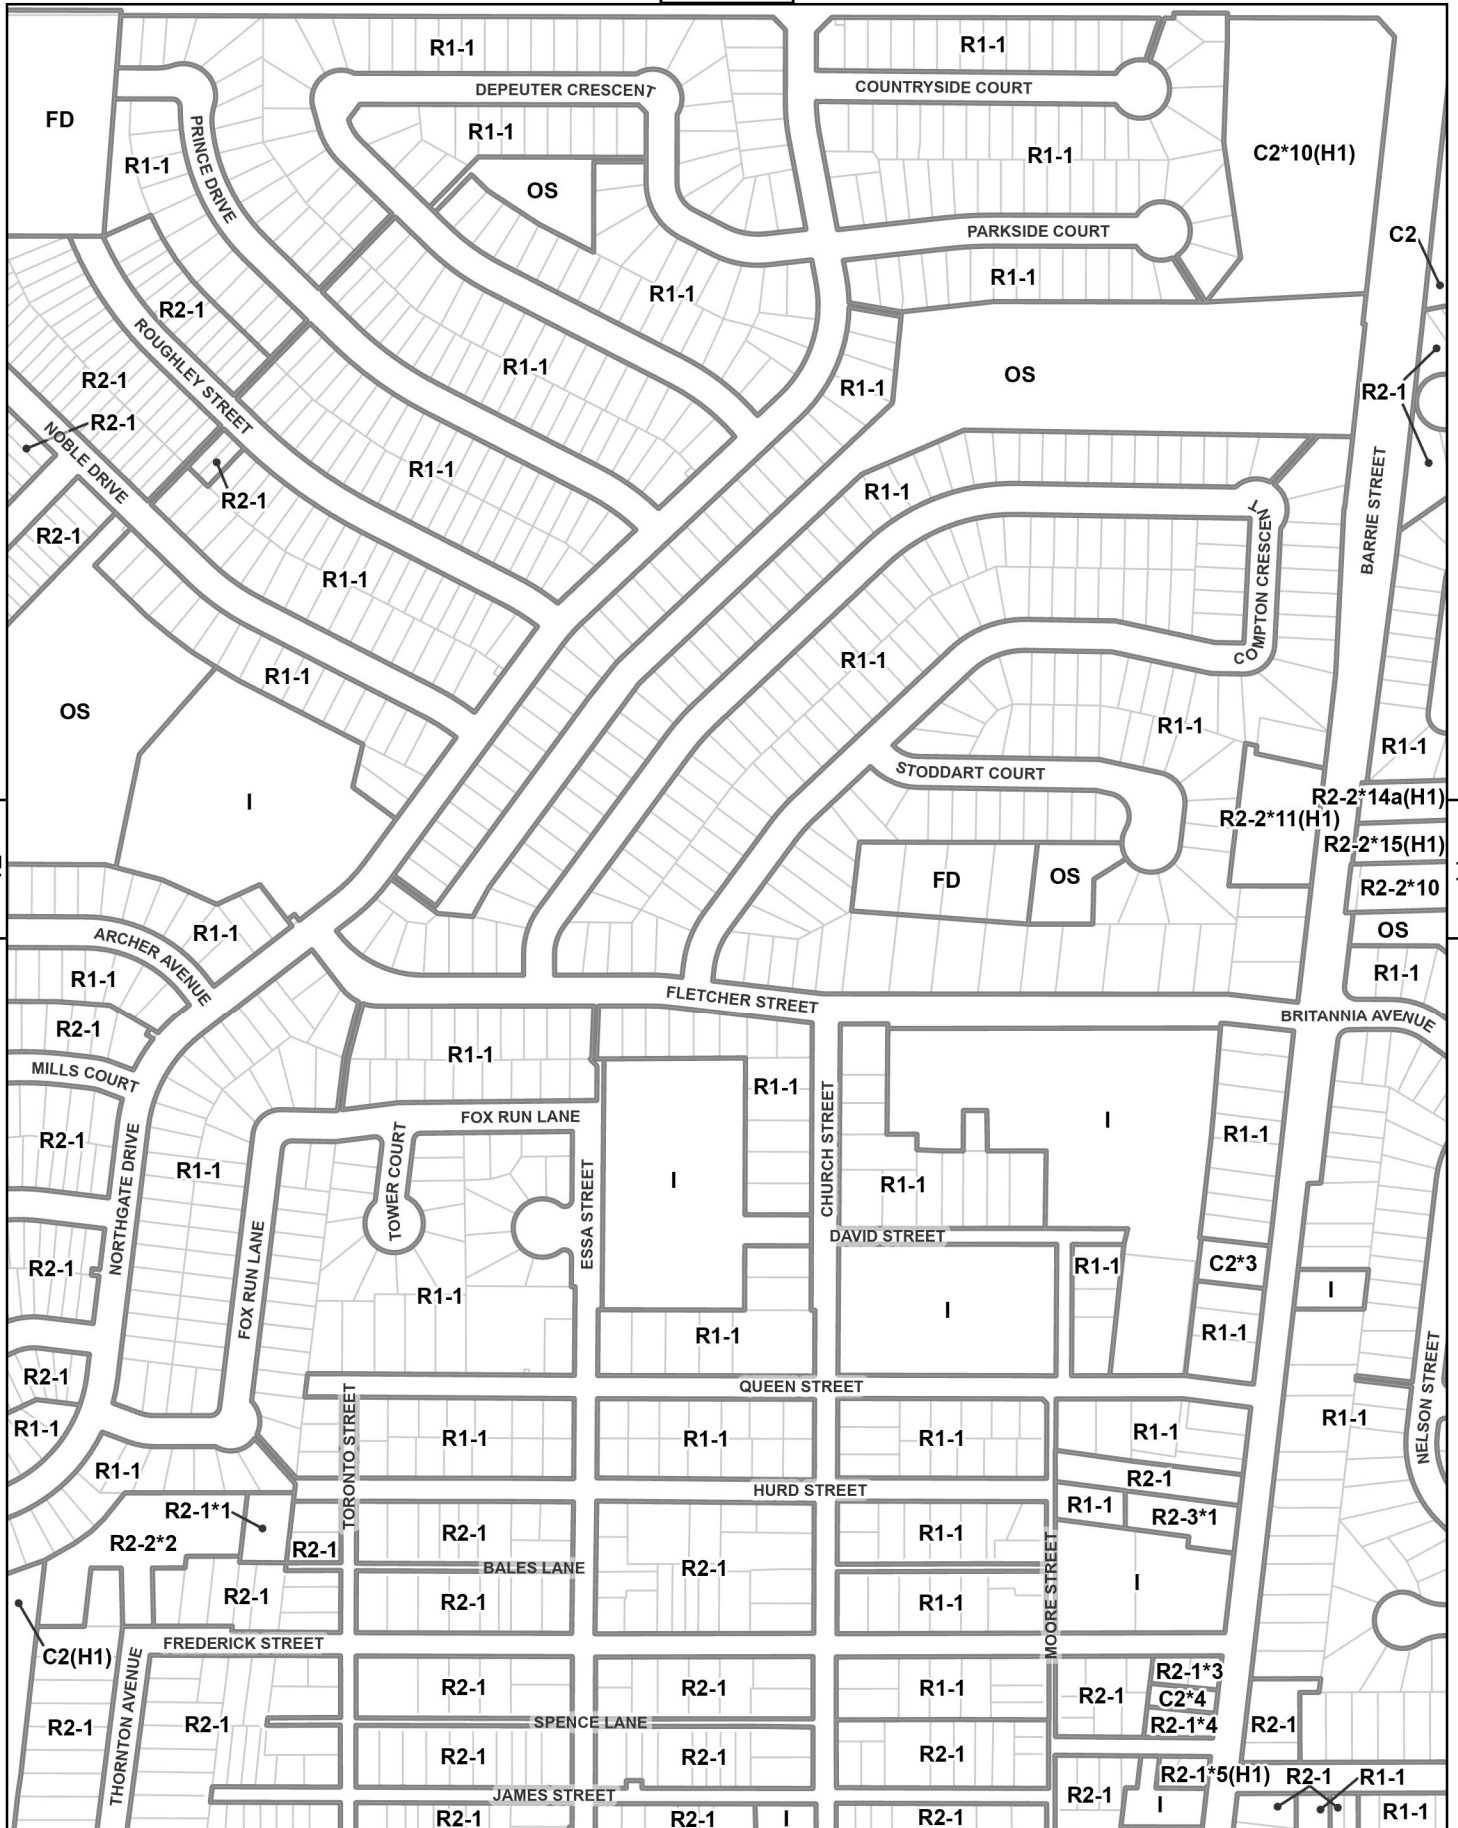 R1-1
R1-1
DEPEUTER CRESCENT
COUNTRYSIDE COURT
FD
R1-1
PRINCE DRIVE
R1-1
R1-1
C2*10(H1)
OS
PARKSIDE COURT
C2
R1-1
R1-1
R2-1
ROUGHLEY STREET
R1-1
OS
R2-1
R1-1
R2-1
R2-1
NOBLE DRIVE
R1-1
R1-1
R2-1
BARRIE STREET
R2-1
COMPTON CRESCENT
R1-1
R1-1
R1-1
OS
R1-1
R1-1
STODDART COURT
I
R2-2*14a(H1)
R2-2*11(H1)
R2-2*15(H1)
FD
OS
R2-2*10
R1-1
OS
ARCHER AVENUE
R1-1
R1-1
FLETCHER STREET
BRITANNIA AVENUE
R2-1
R1-1
MILLS COURT
R1-1
FOX RUN LANE
I
R1-1
R2-1
TOWER COURT
CHURCH STREET
R1-1
NORTHGATE DRIVE
ESSA STREET
I
R1-1
DAVID STREET
R2-1
R1-1
C2*3
FOX RUN LANE
R1-1
I
I
R1-1
R1-1
R2-1
QUEEN STREET
NELSON STREET
R1-1
TORONTO STREET
R1-1
R1-1
R1-1
R1-1
R1-1
R1-1
R2-1
HURD STREET
R2-1*1
R1-1
R2-3*1
R2-2*2
R2-1
R2-1
R1-1
BALES LANE
R2-1
R2-1
R2-1
R1-1
MOORE STREET
I
FREDERICK STREET
C2(H1)
THORNTON AVENUE
R2-1
R2-1
R1-1
R2-1
R2-1*3
C2*4
R2-1*4
R2-1
R2-1
SPENCE LANE
R2-1
R2-1
R2-1
R2-1
JAMES STREET
R2-1
R2-1*5(H1)
R2-1
R1-1
I
R1-1
R2-1
R2-1
I
R2-1